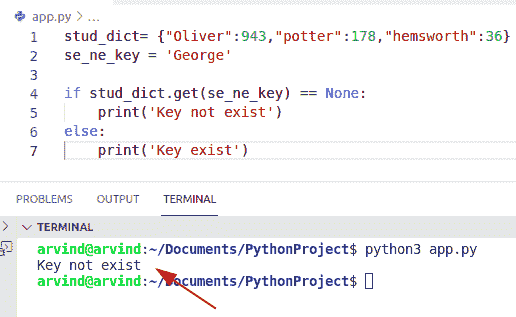 app.py > ...
1 stud_dict= {"Oliver":943,"potter":178,"hemsworth":36}
2 se_ne_key = 'George'
3
4 if stud_dict.get(se_ne_key) == None:
5 print('Key not exist')
6 else:
7 print('Key exist')
PROBLEMS OUTPUT TERMINAL
TERMINAL
arvind@arvind:~/Documents/PythonProject$ python3 app.py
Key not exist
arvind@arvind:~/Documents/PythonProject$